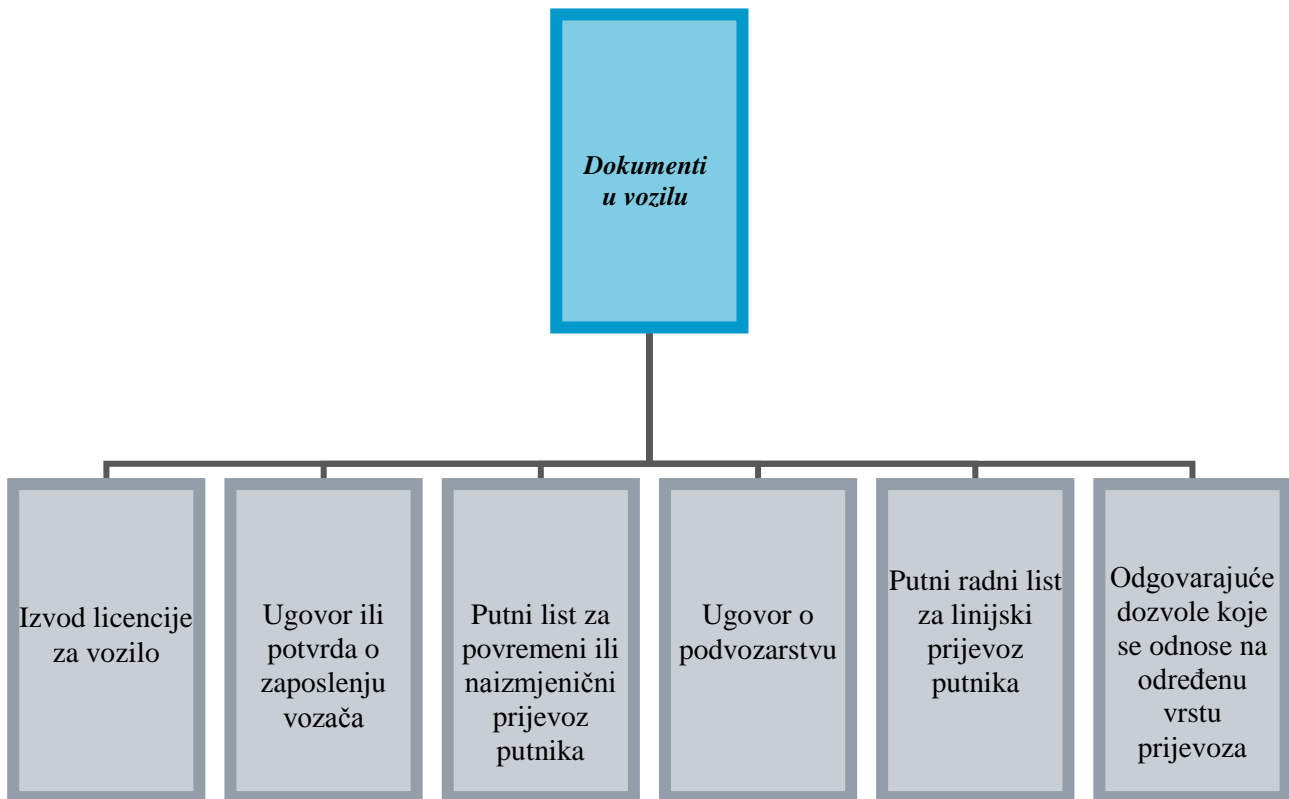 Dokumenti
u vozilu
Izvod licencije
za vozilo
Ugovor ili
potvrda o
zaposlenju
vozača
Putni list za
povremeni ili
naizmjenični
prijevoz
putnika
Ugovor o
podvozarstvu
Putni radni list
za linijski
prijevoz
putnika
Odgovarajuće
dozvole koje
se odnose na
određenu
vrstu
prijevoza